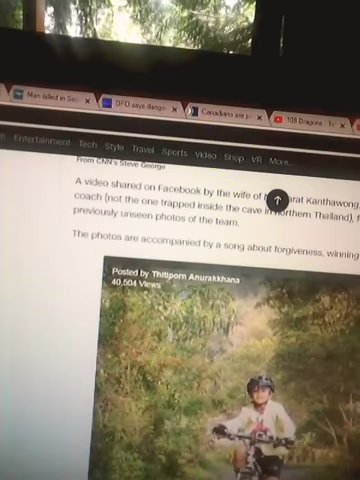 Man killed in
DFO says
Canadians are
108 Dragons
Entertainment Tech Style Travel Sports Video Shop VR More...
From CNN's Steve George
A video shared on Facebook by the wife of Kanthawong,
coach (not the one trapped inside the cave in northern Thailand),
previously unseen photos of the team.
The photos are accompanied by a song about forgiveness, winning
Posted by Thitiporn Anurakkhana
40,504 Views